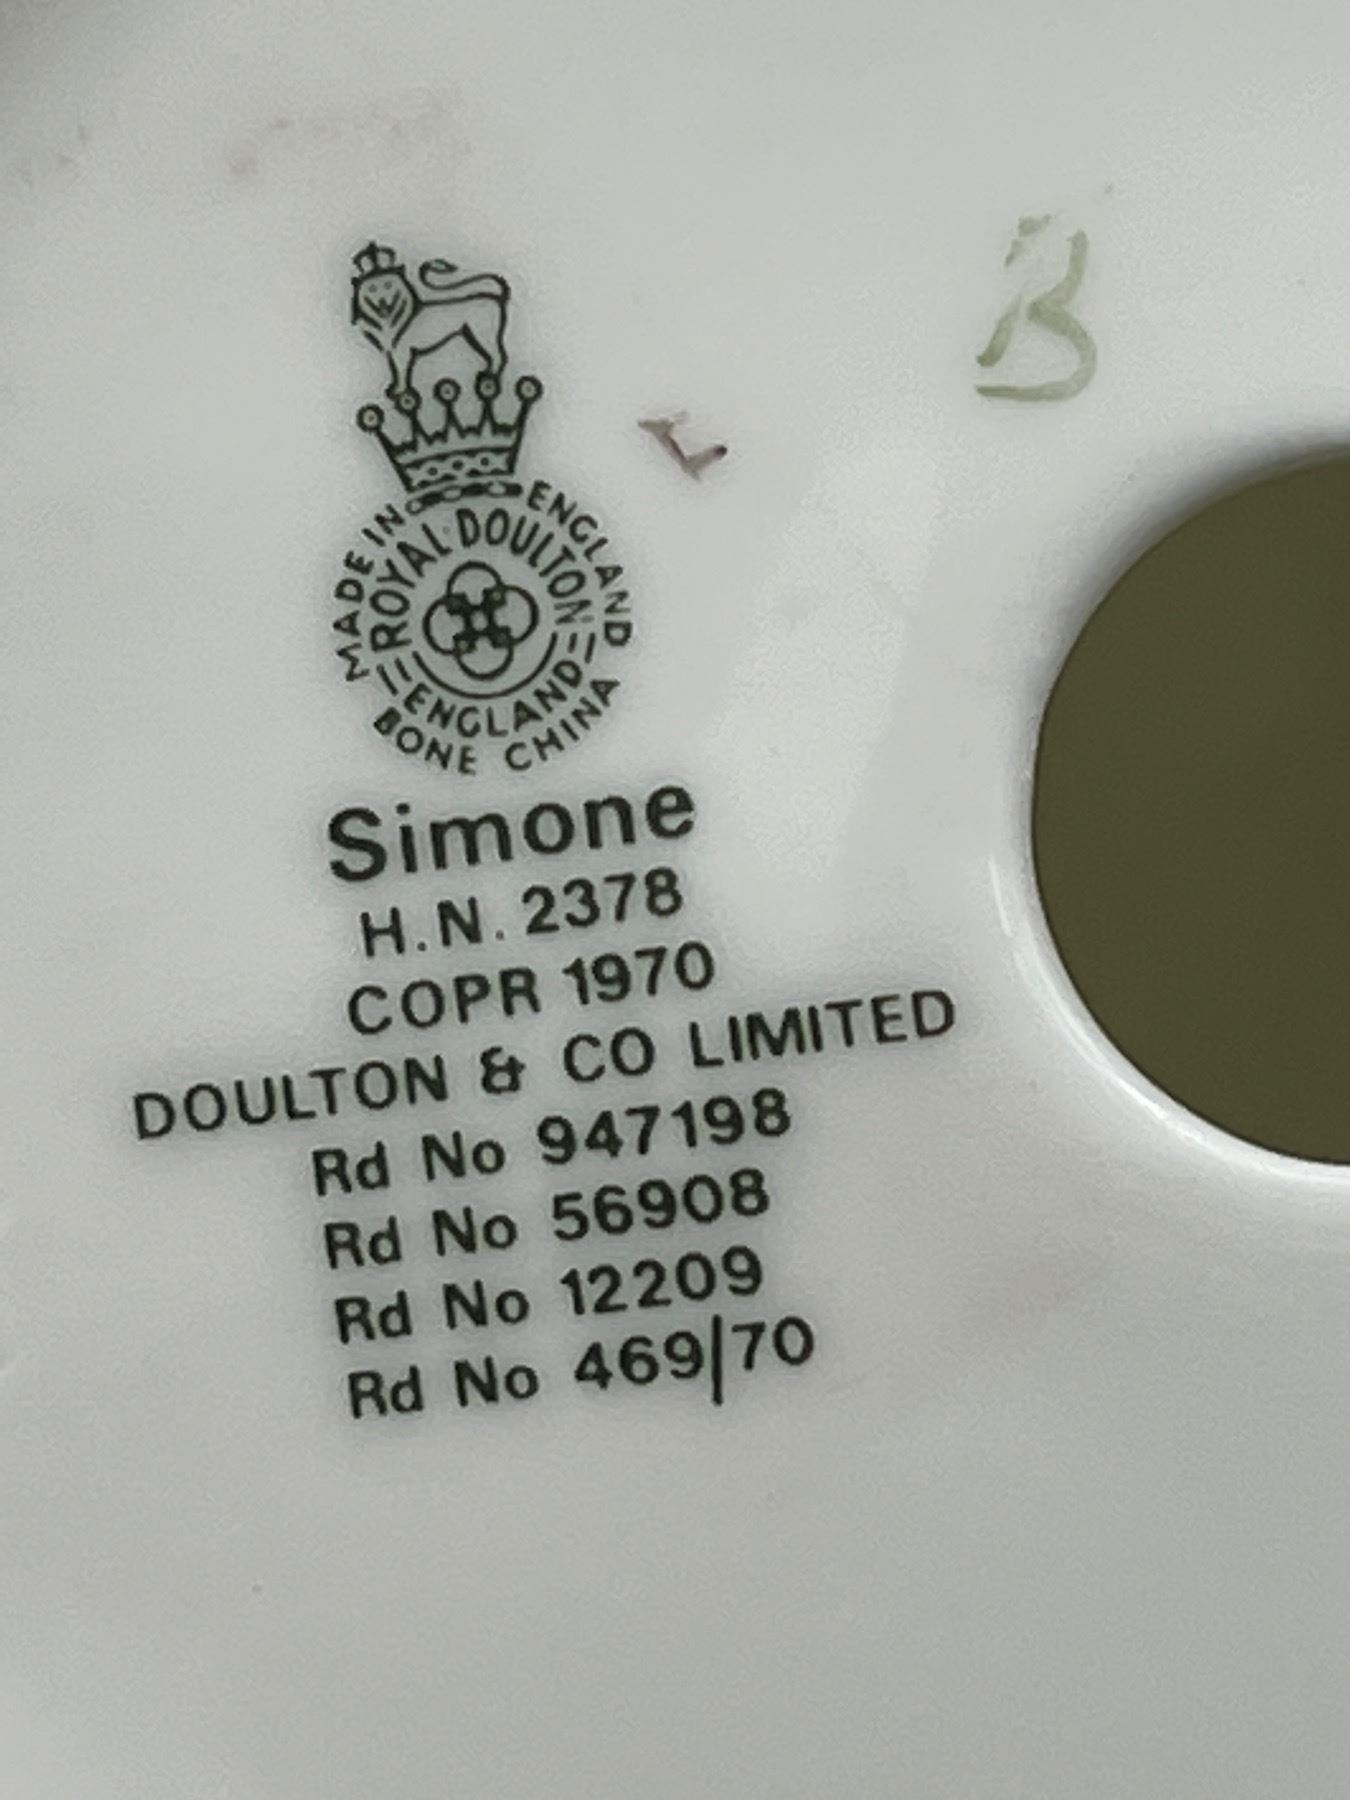 MADE IN ENGLAND
ROYAL DOULTON
ENGLAND
BONE CHINA
B
Simone
H.N. 2378
COPR 1970
DOULTON & CO LIMITED
Rd No 947198
Rd No 56908
Rd No 12209
Rd No 469/70